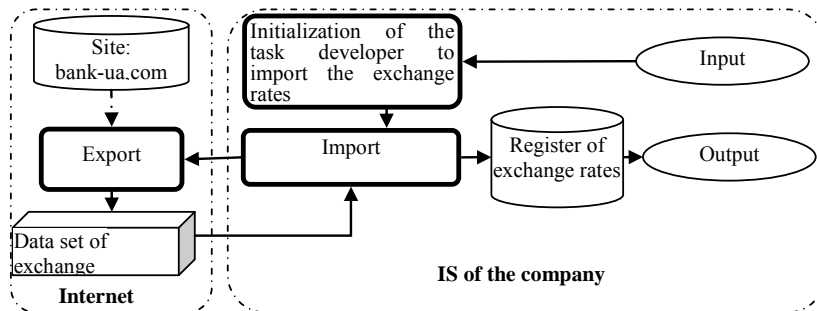 Site:
bank-ua.com
Export
Data set of
exchange
Internet
Initialization of the
task developer to
import the exchange
rates
Import
Register of
exchange rates
Input
Output
IS of the company